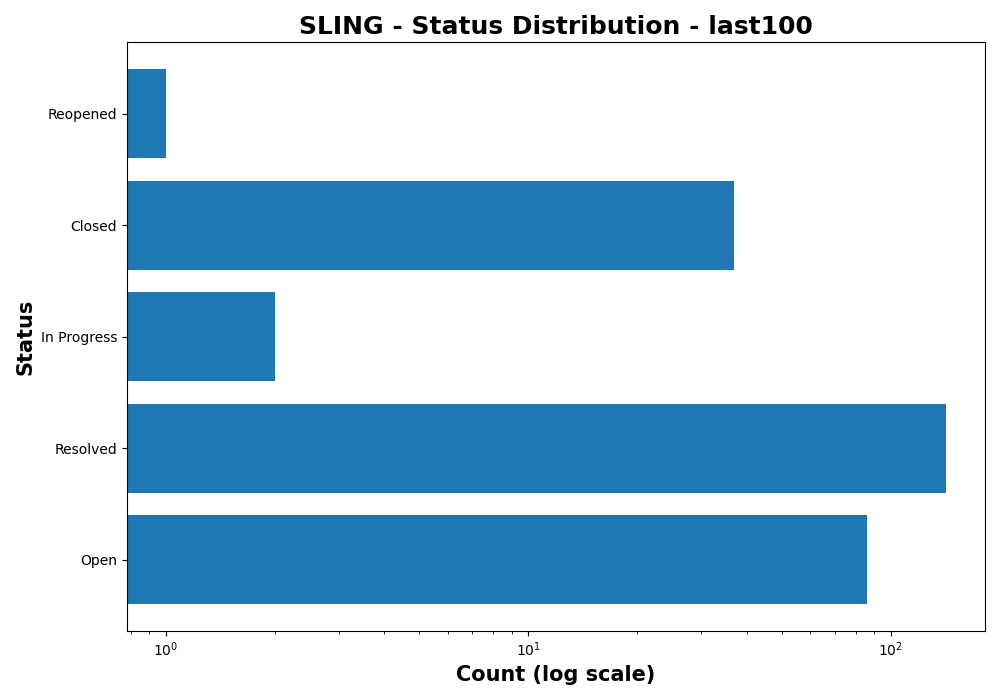 SLING - Status Distribution - last100
Status
Reopened
Closed
In Progress
Resolved
Open
10⁰
10¹
10²
Count (log scale)